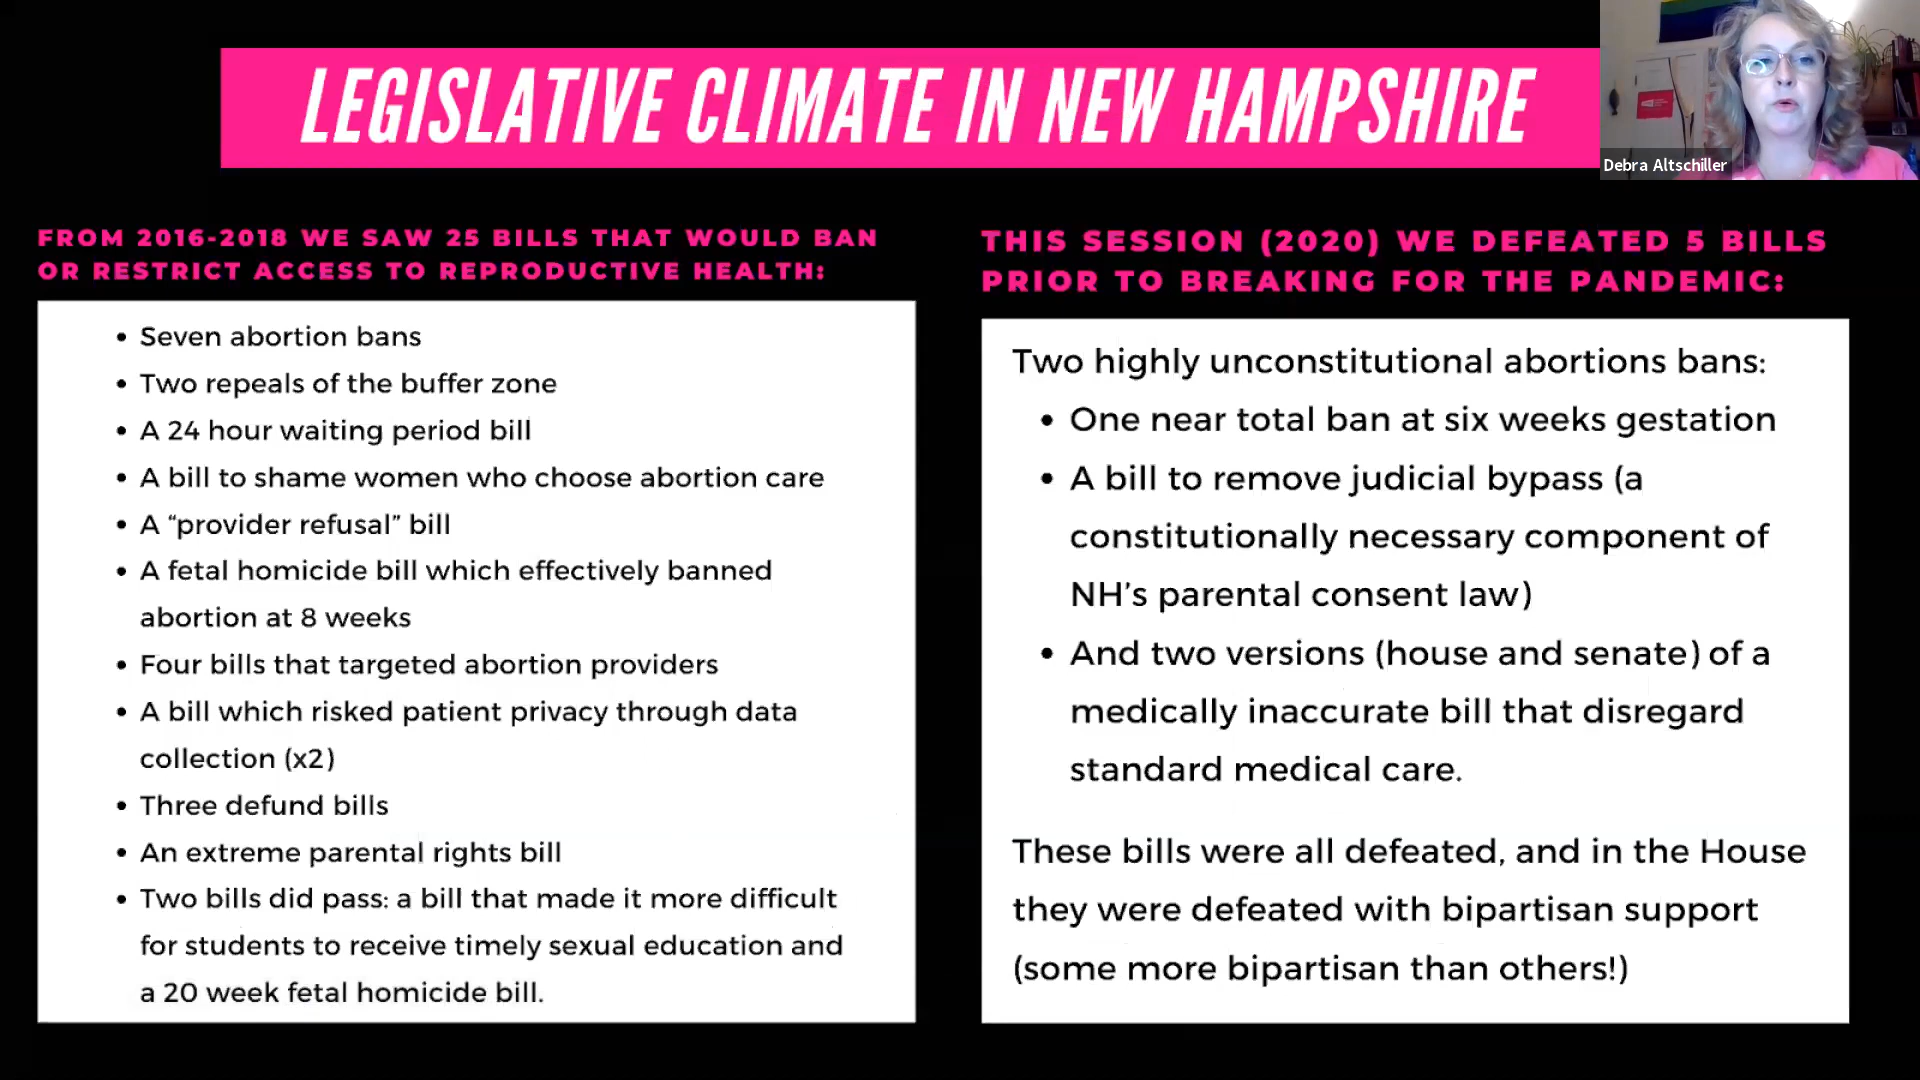 LEGISLATIVE CLIMATE IN NEW HAMPSHIRE
Debra Altschiller
FROM 2016-2018 WE SAW 25 BILLS THAT WOULD BAN
OR RESTRICT ACCESS TO REPRODUCTIVE HEALTH:
• Seven abortion bans
• Two repeals of the buffer zone
• A 24 hour waiting period bill
• A bill to shame women who choose abortion care
• A “provider refusal” bill
• A fetal homicide bill which effectively banned
abortion at 8 weeks
• Four bills that targeted abortion providers
• A bill which risked patient privacy through data
collection (x2)
• Three defund bills
• An extreme parental rights bill
• Two bills did pass: a bill that made it more difficult
for students to receive timely sexual education and
a 20 week fetal homicide bill.
THIS SESSION (2020) WE DEFEATED 5 BILLS
PRIOR TO BREAKING FOR THE PANDEMIC:
Two highly unconstitutional abortions bans:
• One near total ban at six weeks gestation
• A bill to remove judicial bypass (a
constitutionally necessary component of
NH’s parental consent law)
• And two versions (house and senate) of a
medically inaccurate bill that disregard
standard medical care.
These bills were all defeated, and in the House
they were defeated with bipartisan support
(some more bipartisan than others!)